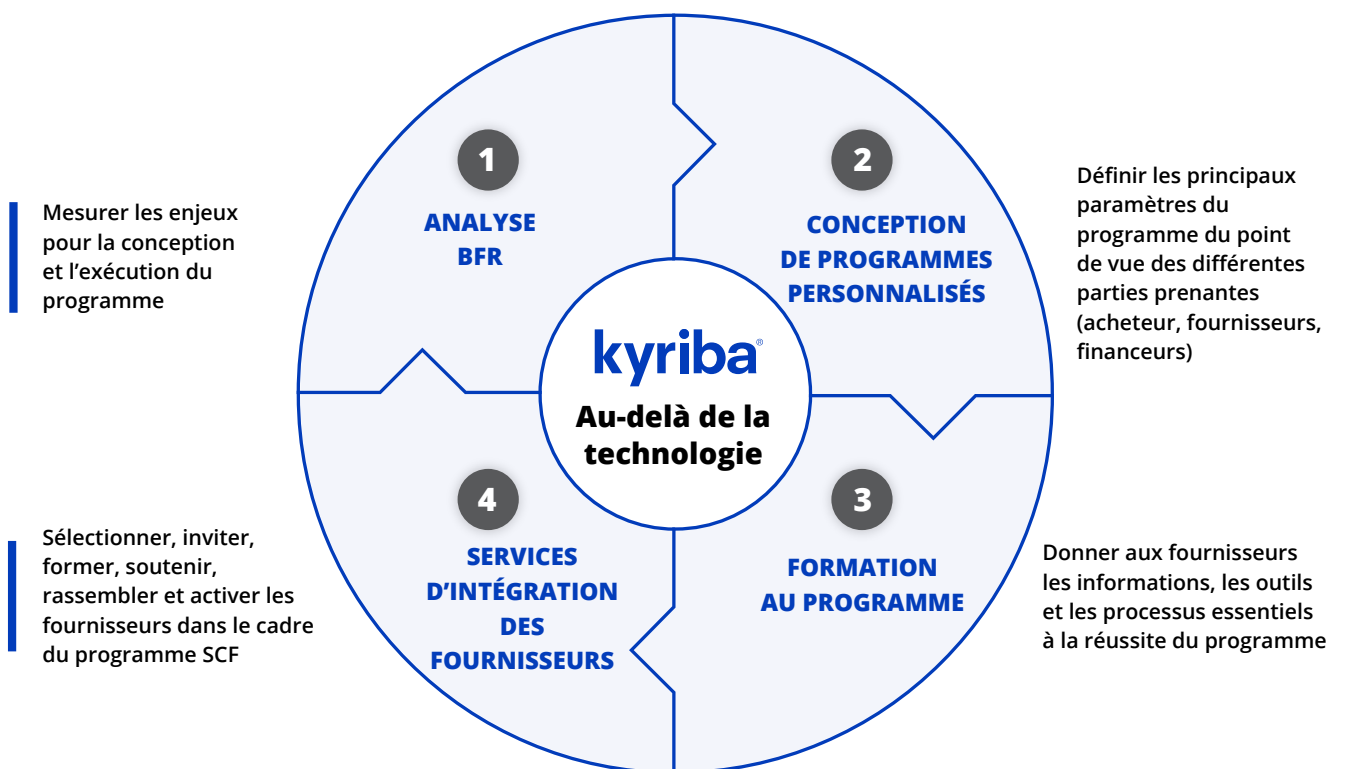 1
ANALYSE
BFR
Mesurer les enjeux
pour la conception
et l’exécution du
programme
2
CONCEPTION
DE PROGRAMMES
PERSONNALISÉS
Définir les principaux
paramètres du
programme du point
de vue des différentes
parties prenantes
(acheteur, fournisseurs,
financeurs)
kyriba®
Au-delà de la
technologie
3
FORMATION
AU PROGRAMME
Donner aux fournisseurs
les informations, les outils
et les processus essentiels
à la réussite du programme
4
SERVICES
D’INTÉGRATION
DES
FOURNISSEURS
Sélectionner, inviter,
former, soutenir,
rassembler et activer les
fournisseurs dans le cadre
du programme SCF